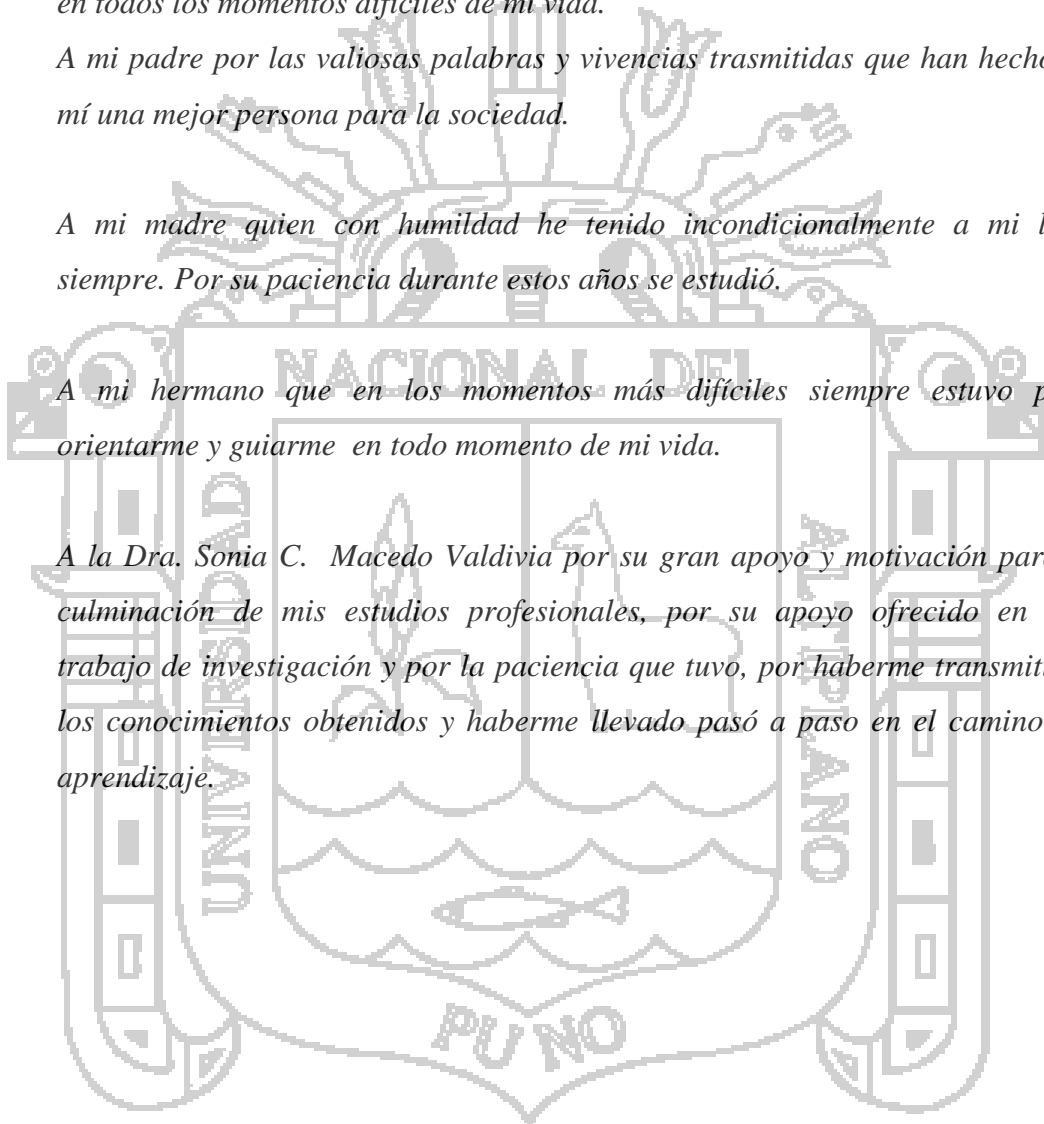 en todos los momentos difíciles de mi vida.
A mi padre por las valiosas palabras y vivencias trasmitidas que han hecho
mí una mejor persona para la sociedad.
A mi madre quien con humildad he tenido incondicionalmente a mi
siempre. Por su paciencia durante estos años se estudió.
A mi hermano que en los momentos más difíciles siempre estuvo
orientarme y guiarme en todo momento de mi vida.
A la Dra. Sonia C. Macedo Valdivia por su gran apoyo y motivación
culminación de mis estudios profesionales, por su apoyo ofrecido en
trabajo de investigación y por la paciencia que tuvo, por haberme
los conocimientos obtenidos y haberme llevado pasó a paso en el camino
aprendizaje.
UNIVERSIDAD
NACIONAL DEL
ALTIPLANO
PUNO